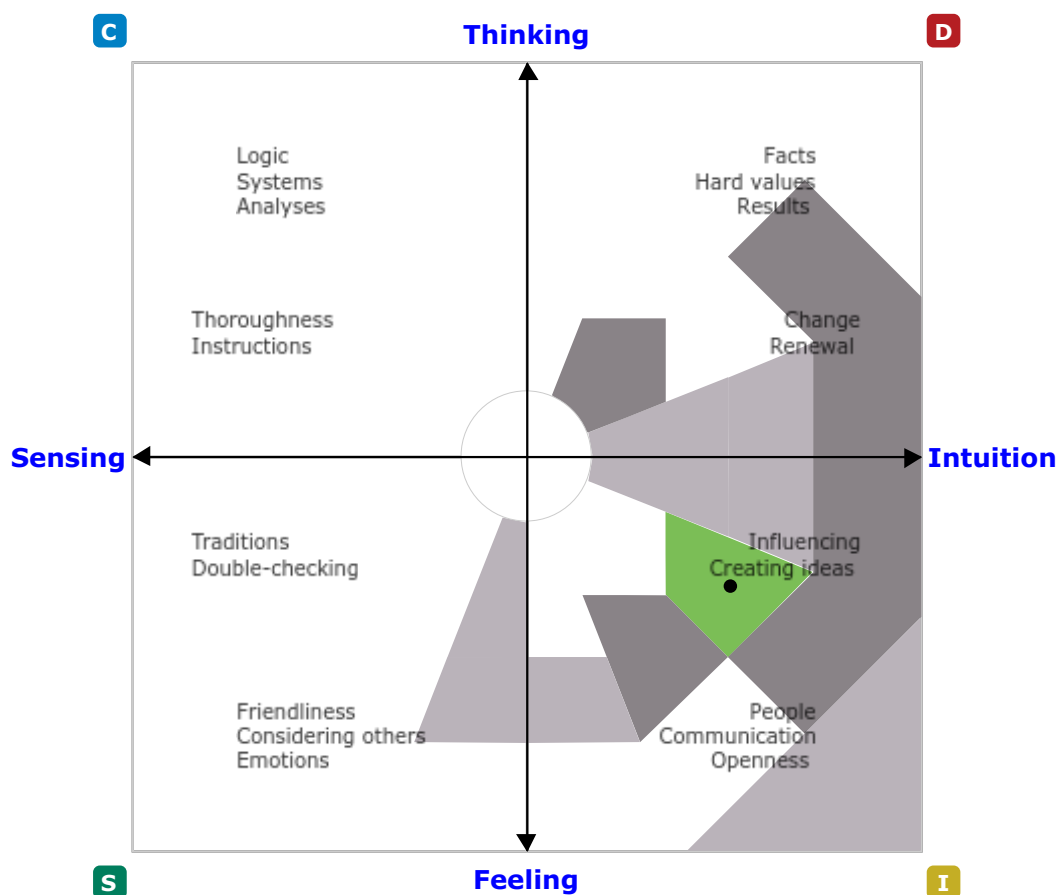 C
Thinking
D
Logic
Systems
Analyses
Facts
Hard values
Results
Thoroughness
Instructions
Change
Renewal
Sensing
Intuition
Traditions
Double-checking
Influencing
Creating ideas
Friendliness
Considering others
Emotions
People
Communication
Openness
S
Feeling
I